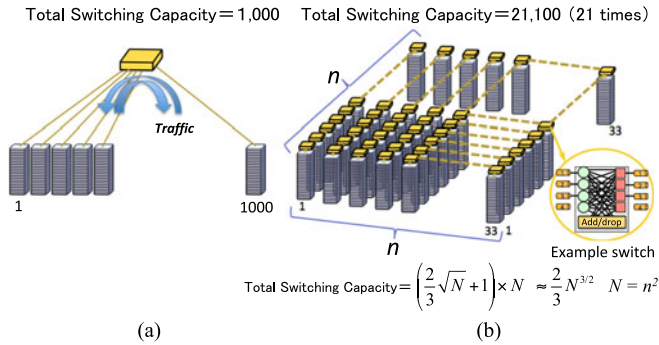 Total Switching Capacity＝1,000
Total Switching Capacity＝21,100 (21 times)
Traffic
1
1000
n
n
1
33
1
33
Add/drop
Example switch
Total Switching Capacity＝(2/3 √N +1)×N ≈ 2/3 N^{3/2} N = n²
(a)
(b)